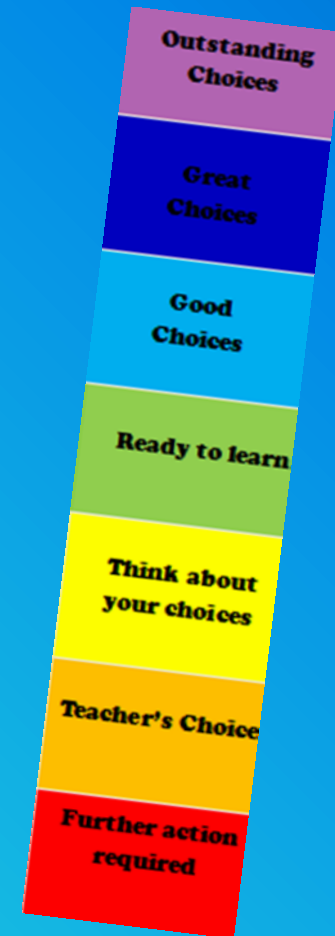 Outstanding
Choices
Great
Choices
Good
Choices
Ready to learn
Think about
your choices
Teacher's Choice
Further action
required